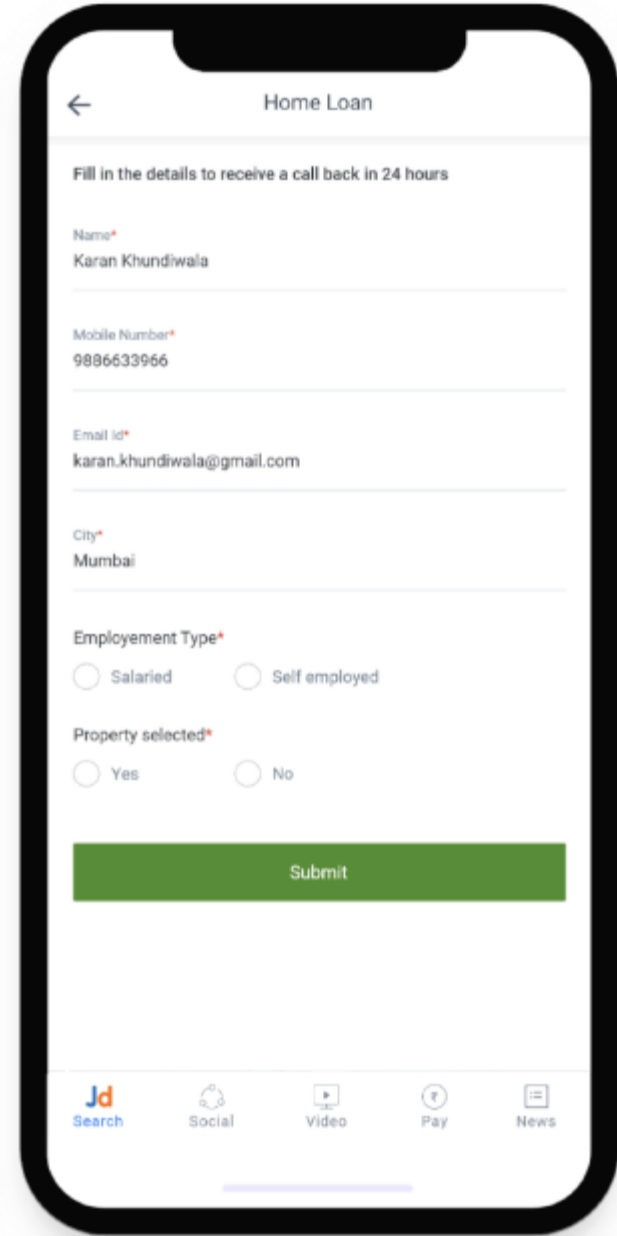 Home Loan
Fill in the details to receive a call back in 24 hours
Name*
Karan Khundiwala
Mobile Number*
9886633966
Email Id*
karan.khundiwala@gmail.com
City*
Mumbai
Employement Type*
Salaried Self employed
Property selected*
Yes No
Submit
Jd
Search Social Video Pay News